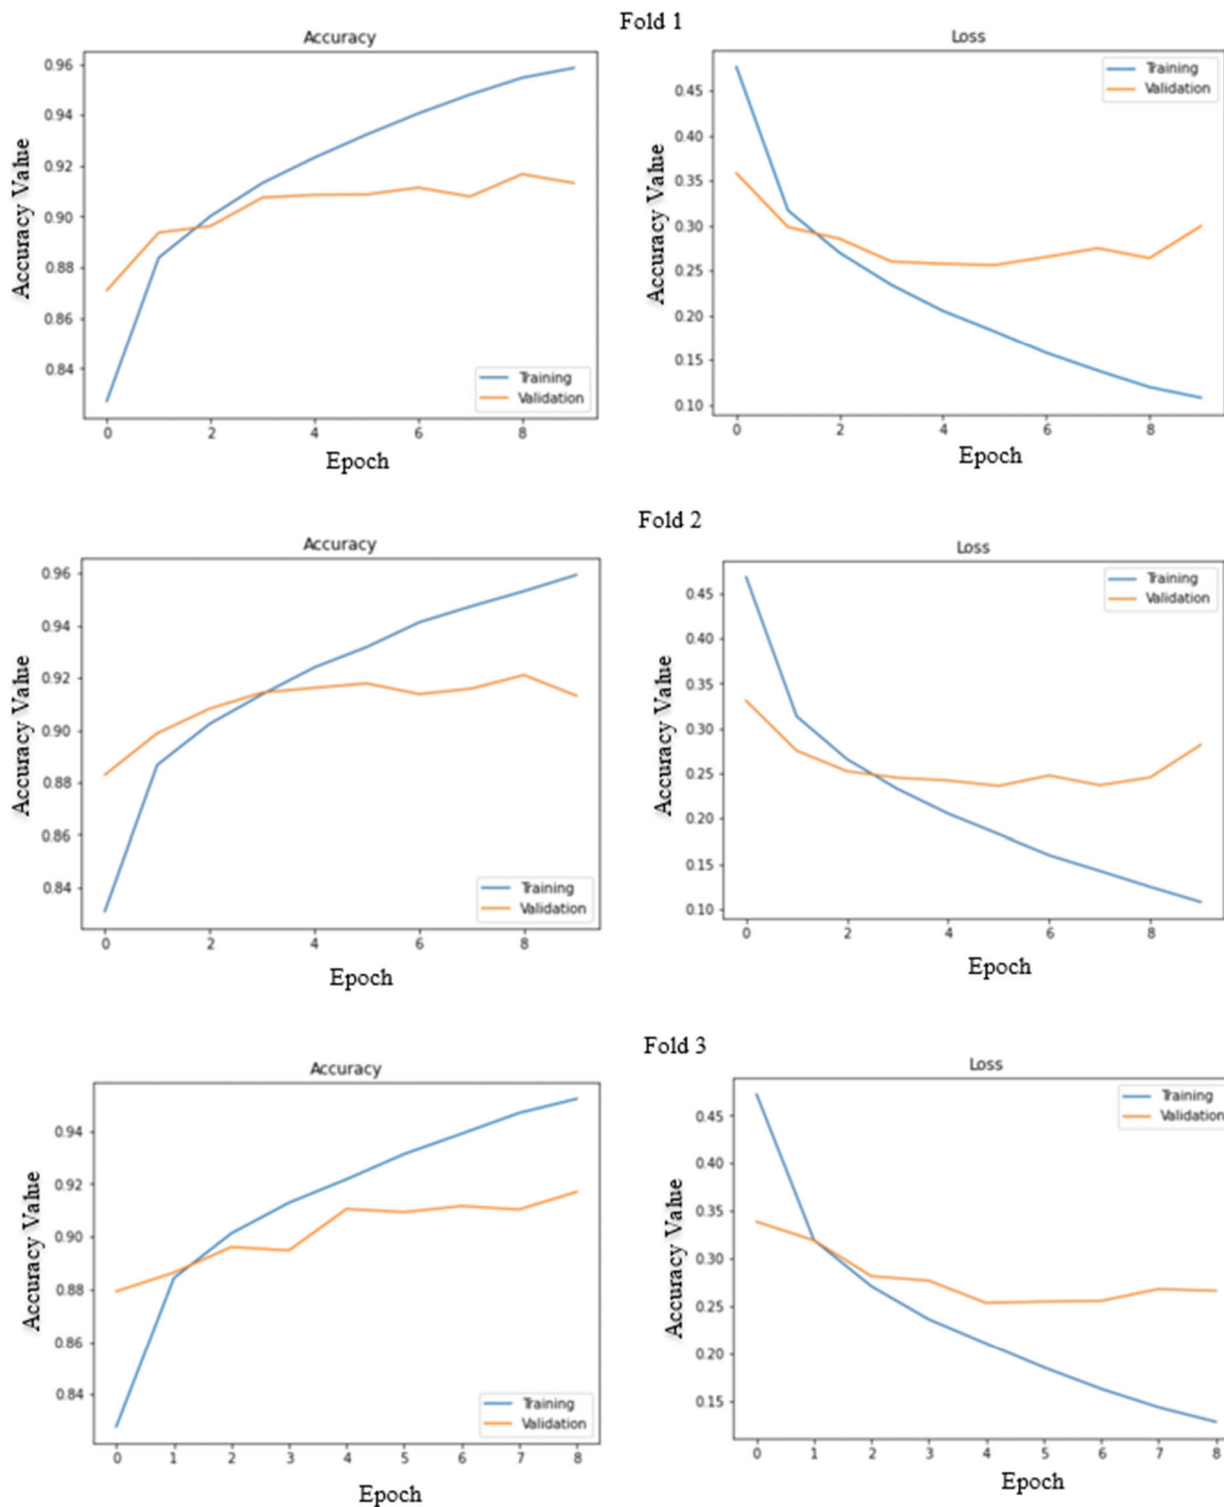 Fold 1
Accuracy
Accuracy Value
0.96
0.94
0.92
0.90
0.88
0.86
0.84
Training
Validation
0 2 4 6 8
Epoch
Loss
Accuracy Value
0.45
0.40
0.35
0.30
0.25
0.20
0.15
0.10
Training
Validation
0 2 4 6 8
Epoch
Fold 2
Accuracy
Accuracy Value
0.96
0.94
0.92
0.90
0.88
0.86
0.84
Training
Validation
0 2 4 6 8
Epoch
Loss
Accuracy Value
0.45
0.40
0.35
0.30
0.25
0.20
0.15
0.10
Training
Validation
0 2 4 6 8
Epoch
Fold 3
Accuracy
Accuracy Value
0.94
0.92
0.90
0.88
0.86
0.84
Training
Validation
0 1 2 3 4 5 6 7 8
Epoch
Loss
Accuracy Value
0.45
0.40
0.35
0.30
0.25
0.20
0.15
Training
Validation
0 1 2 3 4 5 6 7 8
Epoch